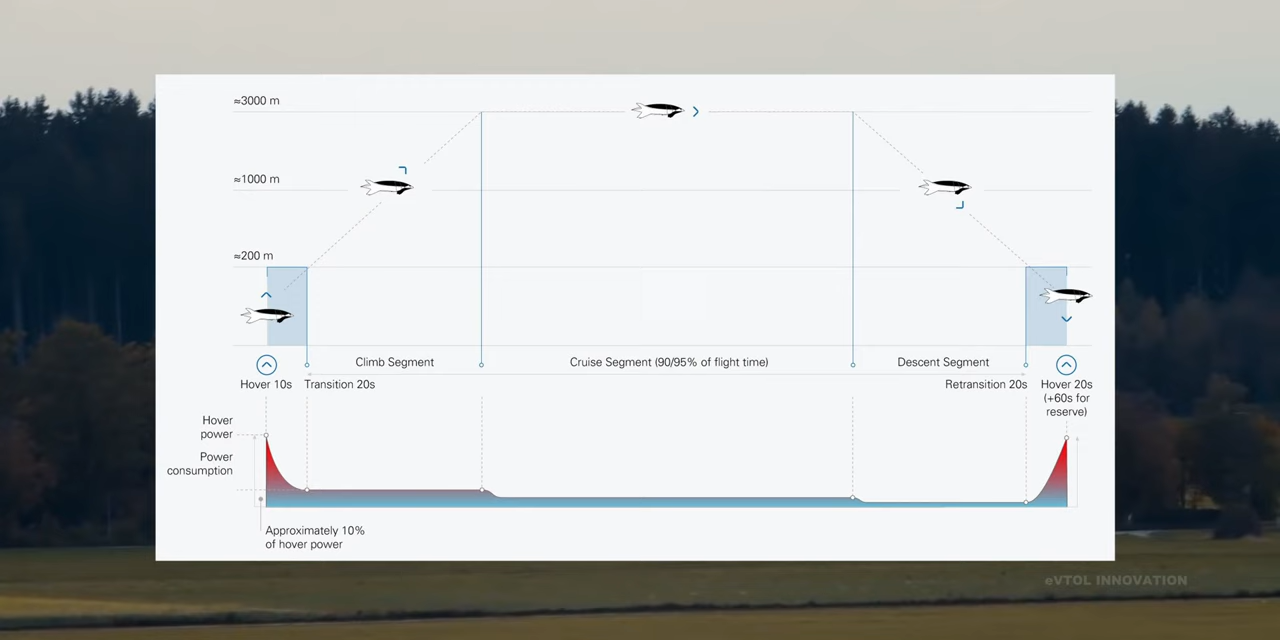 ≈3000 m
≈1000 m
≈200 m
Climb Segment
Cruise Segment (90/95% of flight time)
Descent Segment
Hover 10s
Transition 20s
Retransition 20s
Hover 20s
(+60s for
reserve)
Hover
power
Power
consumption
Approximately 10%
of hover power
eVTOL INNOVATION